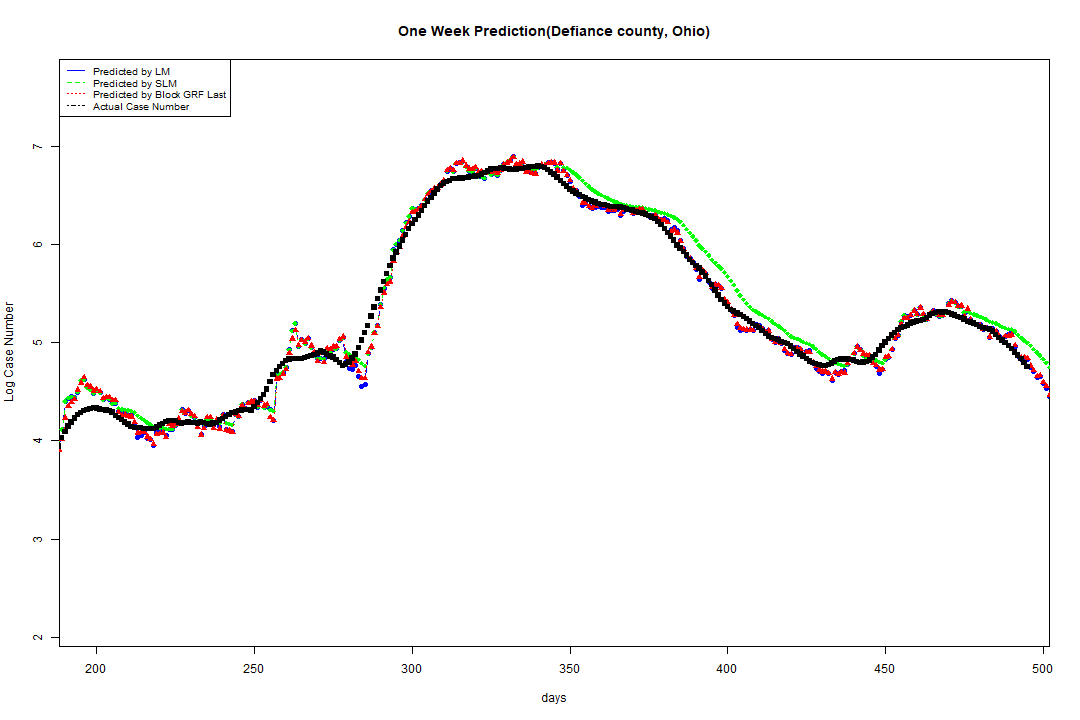 One Week Prediction(Defiance county, Ohio)
Predicted by LM
Predicted by SLM
Predicted by Block GRF Last
Actual Case Number
7
6
5
4
3
2
Log Case Number
200 250 300 350 400 450 500
days